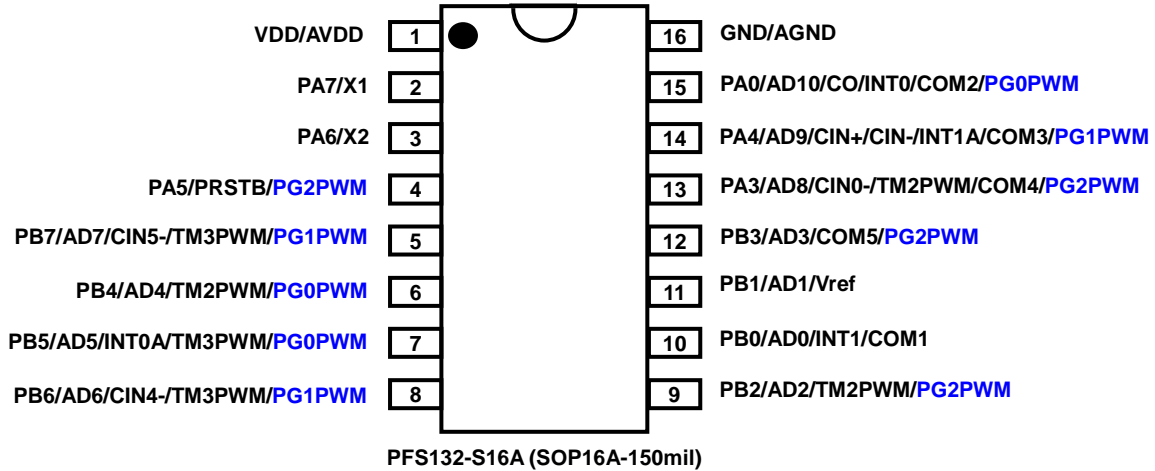 VDD/AVDD 1 16 GND/AGND
PA7/X1 2 15 PA0/AD10/CO/INT0/COM2/PG0PWM
PA6/X2 3 14 PA4/AD9/CIN+/CIN-/INT1A/COM3/PG1PWM
PA5/PRSTB/PG2PWM 4 13 PA3/AD8/CIN0-/TM2PWM/COM4/PG2PWM
PB7/AD7/CIN5-/TM3PWM/PG1PWM 5 12 PB3/AD3/COM5/PG2PWM
PB4/AD4/TM2PWM/PG0PWM 6 11 PB1/AD1/Vref
PB5/AD5/INT0A/TM3PWM/PG0PWM 7 10 PB0/AD0/INT1/COM1
PB6/AD6/CIN4-/TM3PWM/PG1PWM 8 9 PB2/AD2/TM2PWM/PG2PWM
PFS132-S16A (SOP16A-150mil)